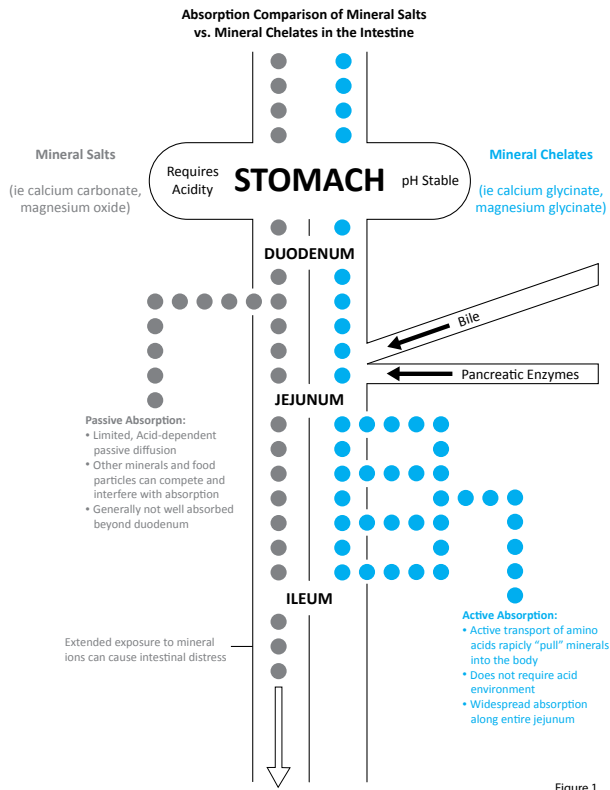 Absorption Comparison of Mineral Salts
vs. Mineral Chelates in the Intestine
Mineral Salts
(ie calcium carbonate,
magnesium oxide)
Requires
Acidity
STOMACH
pH Stable
Mineral Chelates
(ie calcium glycinate,
magnesium glycinate)
DUODENUM
Bile
Pancreatic Enzymes
JEJUNUM
Passive Absorption:
• Limited, Acid-dependent
passive diffusion
• Other minerals and food
particles can compete and
interfere with absorption
• Generally not well absorbed
beyond duodenum
ILEUM
Extended exposure to mineral
ions can cause intestinal distress
Active Absorption:
• Active transport of amino
acids rapicly “pull” minerals
into the body
• Does not require acid
environment
• Widespread absorption
along entire jejunum
Figure 1